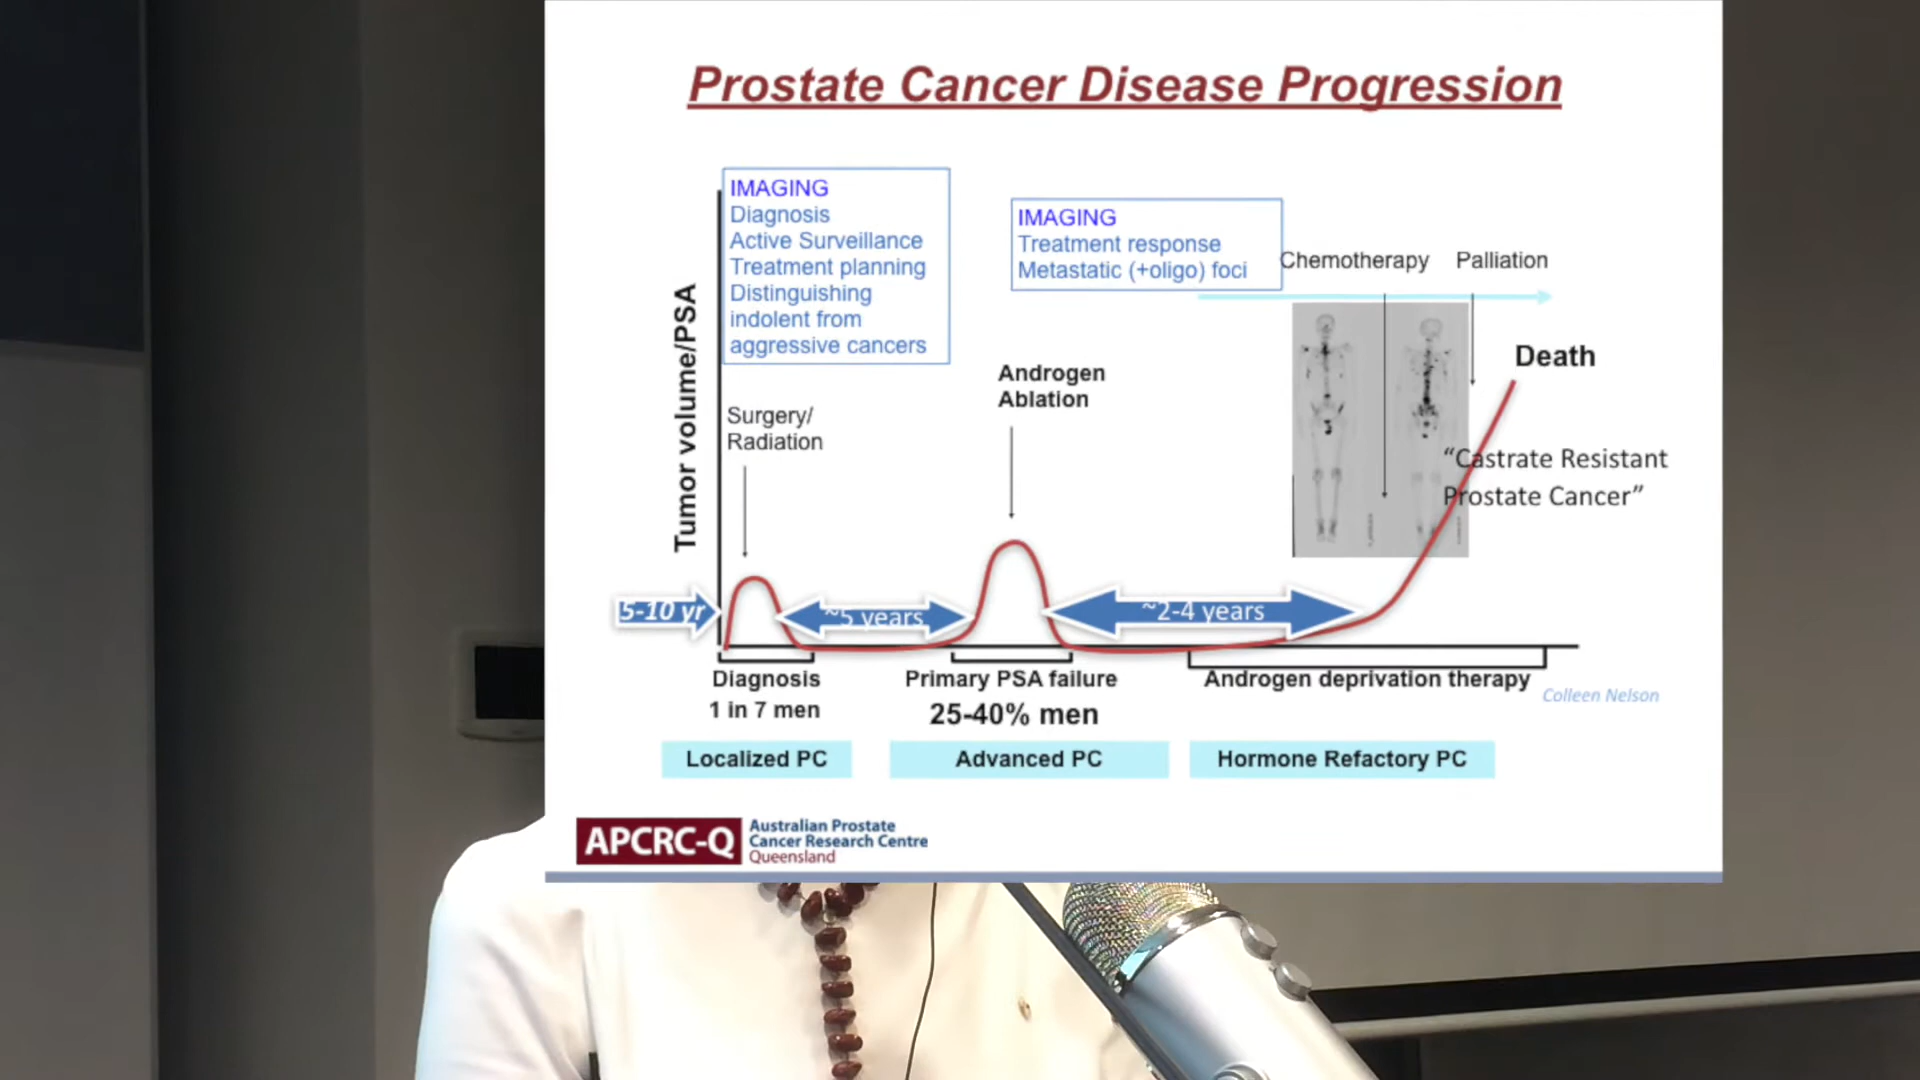 Prostate Cancer Disease Progression
IMAGING
Diagnosis
Active Surveillance
Treatment planning
Distinguishing
indolent from
aggressive cancers
IMAGING
Treatment response
Metastatic (+oligo) foci
Chemotherapy
Palliation
Tumor volume/PSA
Surgery/
Radiation
Androgen
Ablation
Death
“Castrate Resistant
Prostate Cancer”
5-10 yr
~5 years
~2-4 years
Diagnosis
1 in 7 men
Primary PSA failure
25-40% men
Androgen deprivation therapy
Colleen Nelson
Localized PC
Advanced PC
Hormone Refactory PC
APCRC-Q
Australian Prostate
Cancer Research Centre
Queensland